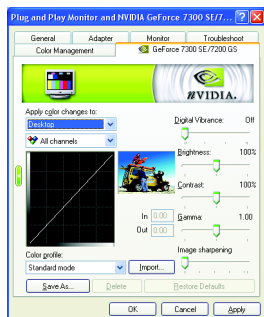 Plug and Play Monitor and NVIDIA GeForce 7300 SE/7...
General Adapter Monitor Troubleshoot
Color Management GeForce 7300 SE/7200 GS
NVIDIA.
Apply color changes to:
Desktop
All channels
Digital Vibrance: Off
Brightness: 100%
Contrast: 100%
In 0.00 Gamma: 1.00
Out 0.00
Color profile:
Standard mode
Import...
Image sharpening
Save As... Delete Restore Defaults
OK Cancel Apply